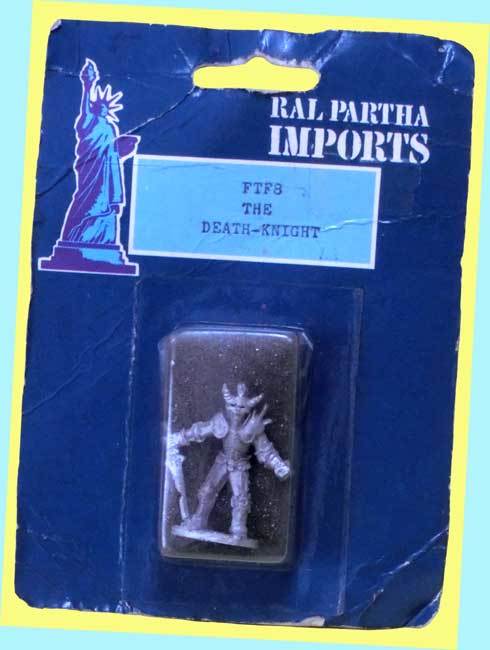 RAL PARTHA
IMPORTS
FTF8
THE
DEATH-KNIGHT